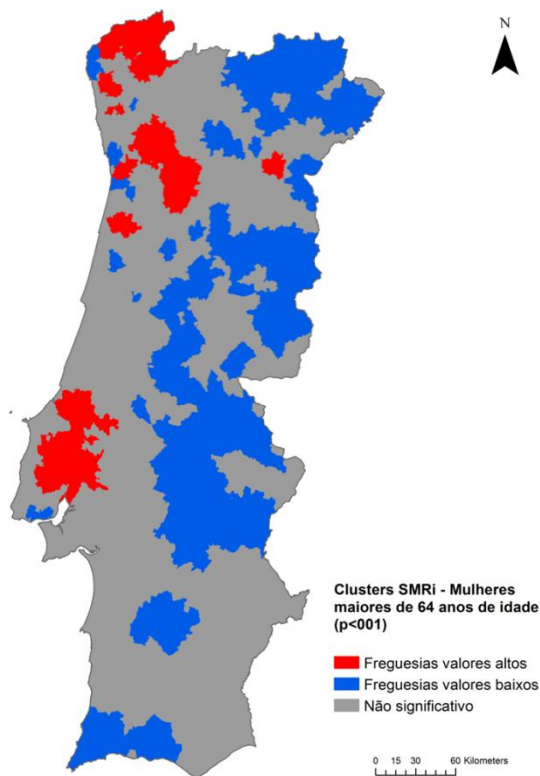 N
Clusters SMRi - Mulheres
maiores de 64 anos de idade
(p<001)
Freguesias valores altos
Freguesias valores baixos
Não significativo
0 15 30 60 Kilometers